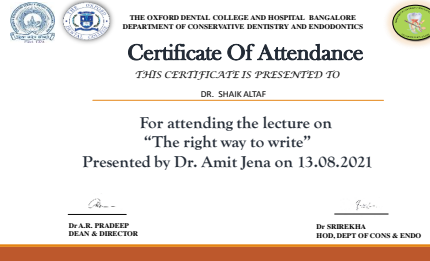 THE OXFORD DENTAL COLLEGE AND HOSPITAL BANGALORE
DEPARTMENT OF CONSERVATIVE DENTISTRY AND ENDODONTICS
Certificate Of Attendance
THIS CERTIFICATE IS PRESENTED TO
DR. SHAIK ALTAF
For attending the lecture on
“The right way to write”
Presented by Dr. Amit Jena on 13.08.2021
Dr A.R. PRADEEP
DEAN & DIRECTOR
Dr SRIREKHA
HOD, DEPT OF CONS & ENDO